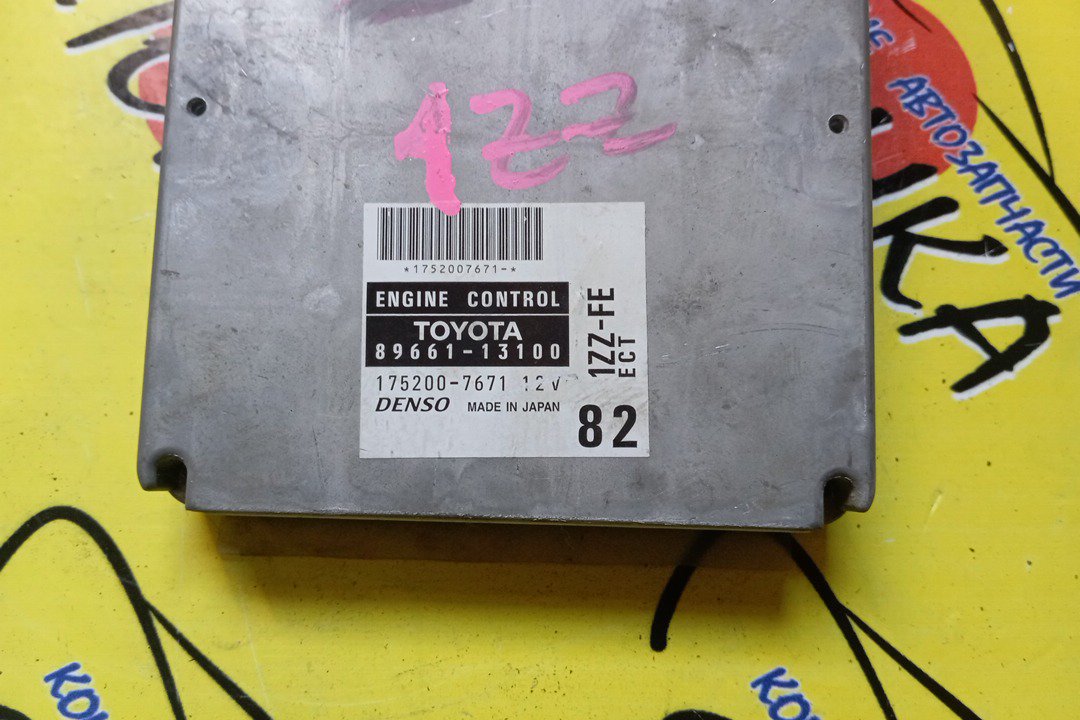 1ZZ
*1752007671-*
ENGINE CONTROL
TOYOTA
89661-13100
175200-7671 12V
DENSO MADE IN JAPAN
1ZZ-FE
ECT
82
АВТОЗАПЧАСТИ